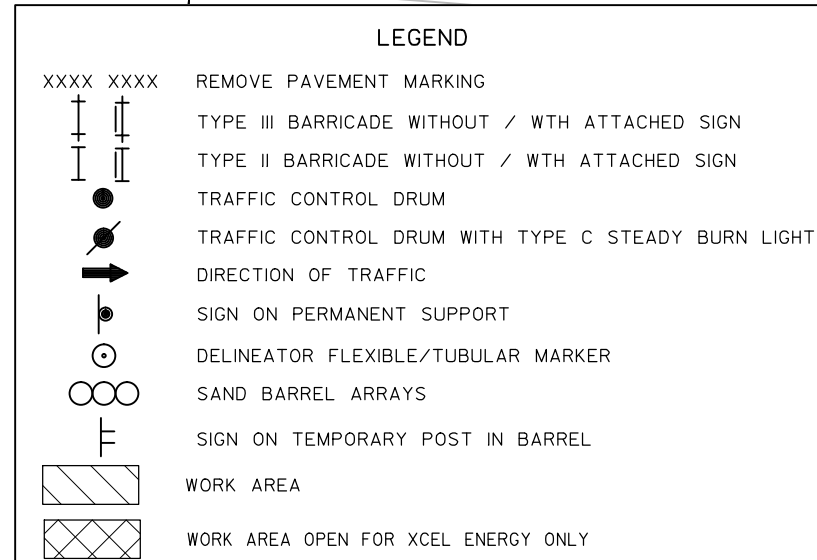 LEGEND
XXXX XXXX REMOVE PAVEMENT MARKING
TYPE III BARRICADE WITHOUT / WTH ATTACHED SIGN
TYPE II BARRICADE WITHOUT / WTH ATTACHED SIGN
TRAFFIC CONTROL DRUM
TRAFFIC CONTROL DRUM WITH TYPE C STEADY BURN LIGHT
DIRECTION OF TRAFFIC
SIGN ON PERMANENT SUPPORT
DELINEATOR FLEXIBLE/TUBULAR MARKER
SAND BARREL ARRAYS
SIGN ON TEMPORARY POST IN BARREL
WORK AREA
WORK AREA OPEN FOR XCEL ENERGY ONLY